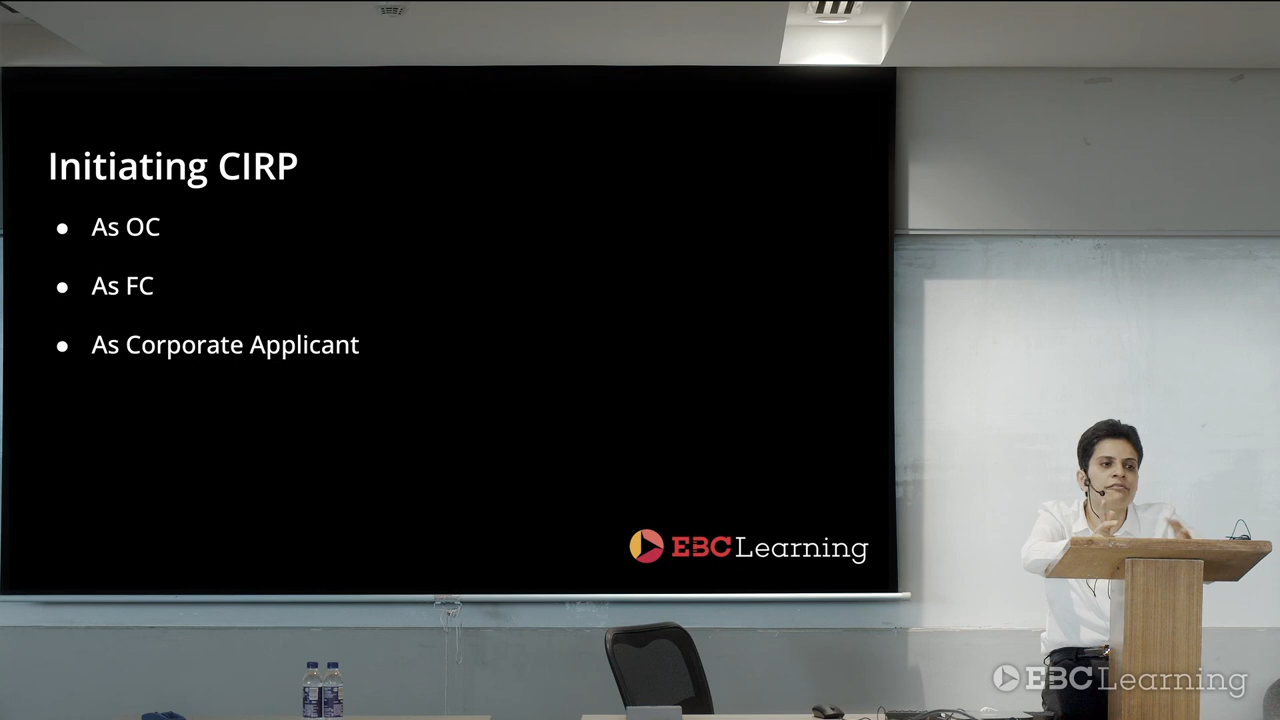 Initiating CIRP
● As OC
● As FC
● As Corporate Applicant
EBC Learning
EBC Learning